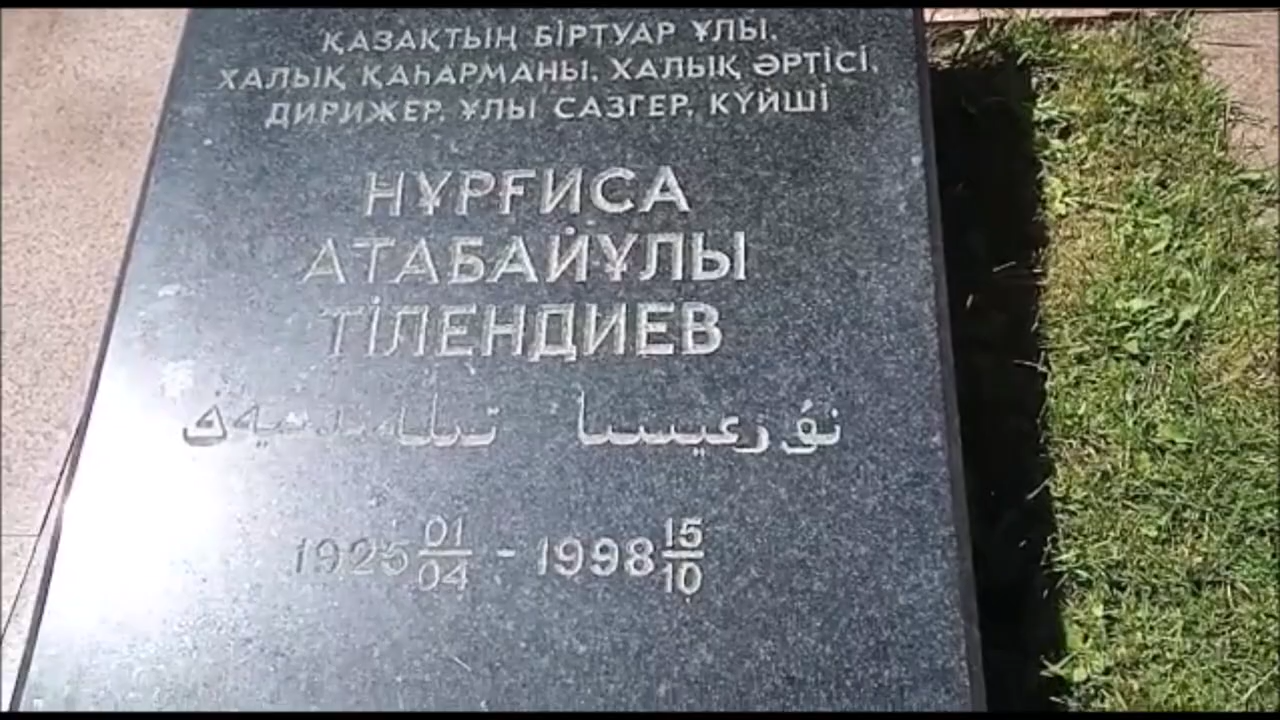 ҚАЗАҚТЫҢ БІРТУАР ҰЛЫ,
ХАЛЫҚ ҚАҺАРМАНЫ, ХАЛЫҚ ӘРТІСІ,
ДИРИЖЕР, ҰЛЫ САЗГЕР, КҮЙШІ
НҰРҒИСА
АТАБАЙҰЛЫ
ТІЛЕНДИЕВ
نۇرعيسا
1925 01/04 - 1998 15/10